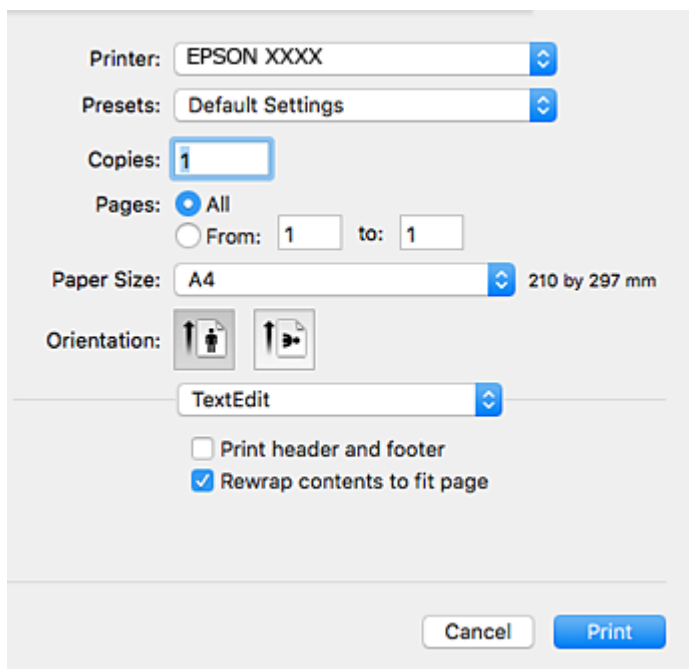 Printer: EPSON XXXX
Presets: Default Settings
Copies: 1
Pages: All
From: 1 to: 1
Paper Size: A4 210 by 297 mm
Orientation:
TextEdit
Print header and footer
Rewrap contents to fit page
Cancel Print